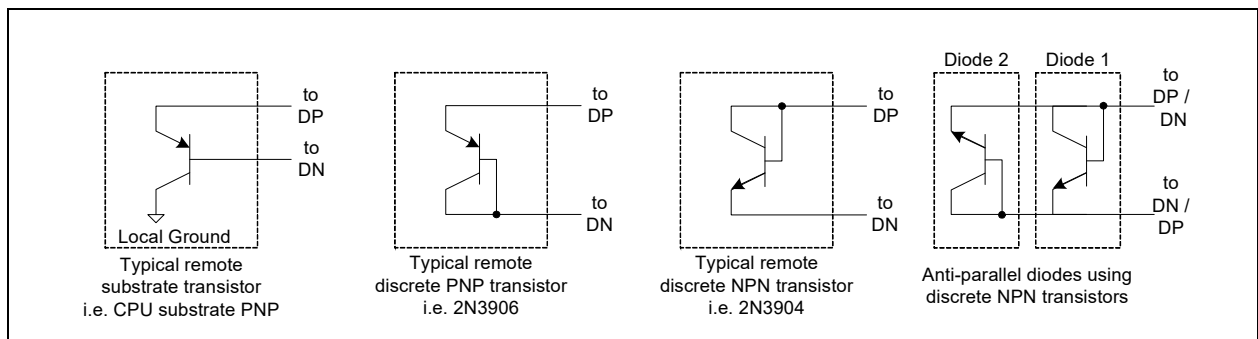 to
DP
to
DN
Local Ground
Typical remote
substrate transistor
i.e. CPU substrate PNP
to
DP
to
DN
Typical remote
discrete PNP transistor
i.e. 2N3906
to
DP
to
DN
Typical remote
discrete NPN transistor
i.e. 2N3904
Diode 2
Diode 1
to
DP /
DN
to
DN /
DP
Anti-parallel diodes using
discrete NPN transistors